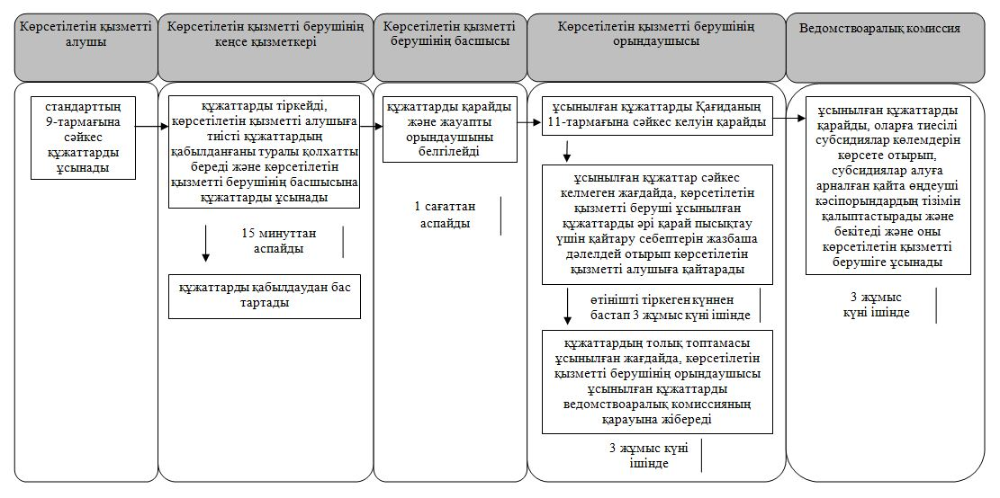 Көрсетілетін қызметті
алушы
Көрсетілетін қызметті берушінің
кеңсе қызметкері
Көрсетілетін қызметті
берушінің басшысы
Көрсетілетін қызметті берушінің
орындаушысы
Ведомствоаралық комиссия
стандарттың
9-тармағына
сәйкес
құжаттарды
ұсынады
құжаттарды тіркейді,
көрсетілетін қызметті алушыға
тиісті құжаттардың
қабылданғаны туралы қолхатты
береді және көрсетілетін
қызметті берушінің басшысына
құжаттарды ұсынады
15 минуттан
аспайды
құжаттарды қабылдаудан бас
тартады
құжаттарды қарайды
және жауапты
орындаушыны
белгілейді
1 сағаттан
аспайды
ұсынылған құжаттарды Қағиданың
11-тармағына сәйкес келуін қарайды
ұсынылған құжаттар сәйкес
келмеген жағдайда, көрсетілетін
қызметті беруші ұсынылған
құжаттарды әрі қарай пысықтау
үшін қайтару себептерін жазбаша
дәлелдей отырып көрсетілетін
қызметті алушыға қайтарады
өтінішті тіркеген күннен
бастап 3 жұмыс күні ішінде
құжаттардың толық топтамасы
ұсынылған жағдайда, көрсетілетін
қызметті берушінің орындаушысы
ұсынылған құжаттарды
ведомствоаралық комиссияның
қарауына жібереді
3 жұмыс күні
ішінде
ұсынылған құжаттарды
қарайды, оларға тиесілі
субсидиялар көлемдерін
көрсете отырып,
субсидиялар алуға
арналған қайта өңдеуші
кәсіпорындардың тізімін
қалыптастырады және
бекітеді және оны
көрсетілетін қызметті
берушіге ұсынады
3 жұмыс
күні ішінде